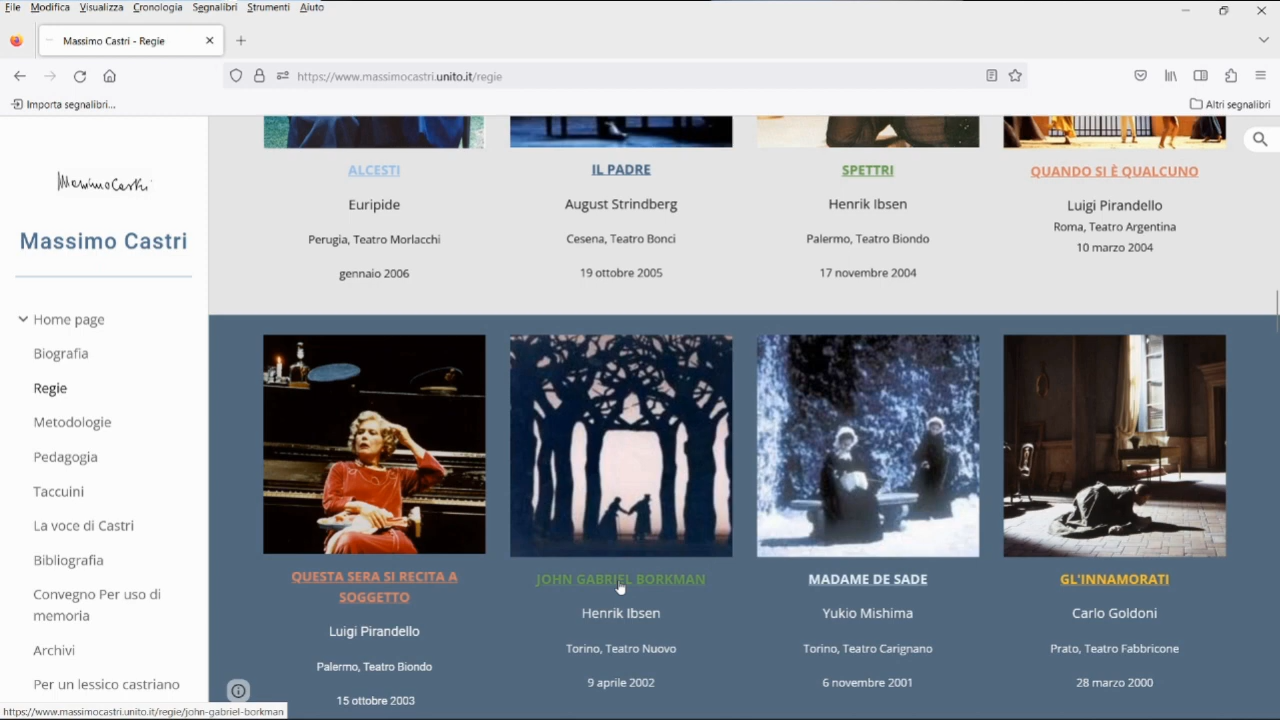 File Modifica Visualizza Cronologia Segnalibri Strumenti Aiuto
Massimo Castri - Regie
https://www.massimocastri.unito.it/regie
Importa segnalibri...
Altri segnalibri
Massimo Castri
Massimo Castri
Home page
Biografia
Regie
Metodologie
Pedagogia
Taccuini
La voce di Castri
Bibliografia
Convegno Per uso di
memoria
Archivi
Per un lessico castriano
ALCESTI
Euripide
Perugia, Teatro Morlacchi
gennaio 2006
IL PADRE
August Strindberg
Cesena, Teatro Bonci
19 ottobre 2005
SPETTRI
Henrik Ibsen
Palermo, Teatro Biondo
17 novembre 2004
QUANDO SI È QUALCUNO
Luigi Pirandello
Roma, Teatro Argentina
10 marzo 2004
QUESTA SERA SI RECITA A
SOGGETTO
Luigi Pirandello
Palermo, Teatro Biondo
15 ottobre 2003
JOHN GABRIEL BORKMAN
Henrik Ibsen
Torino, Teatro Nuovo
9 aprile 2002
MADAME DE SADE
Yukio Mishima
Torino, Teatro Carignano
6 novembre 2001
GL'INNAMORATI
Carlo Goldoni
Prato, Teatro Fabbricone
28 marzo 2000
https://www.massimocastri.unito.it/regie/john-gabriel-borkman